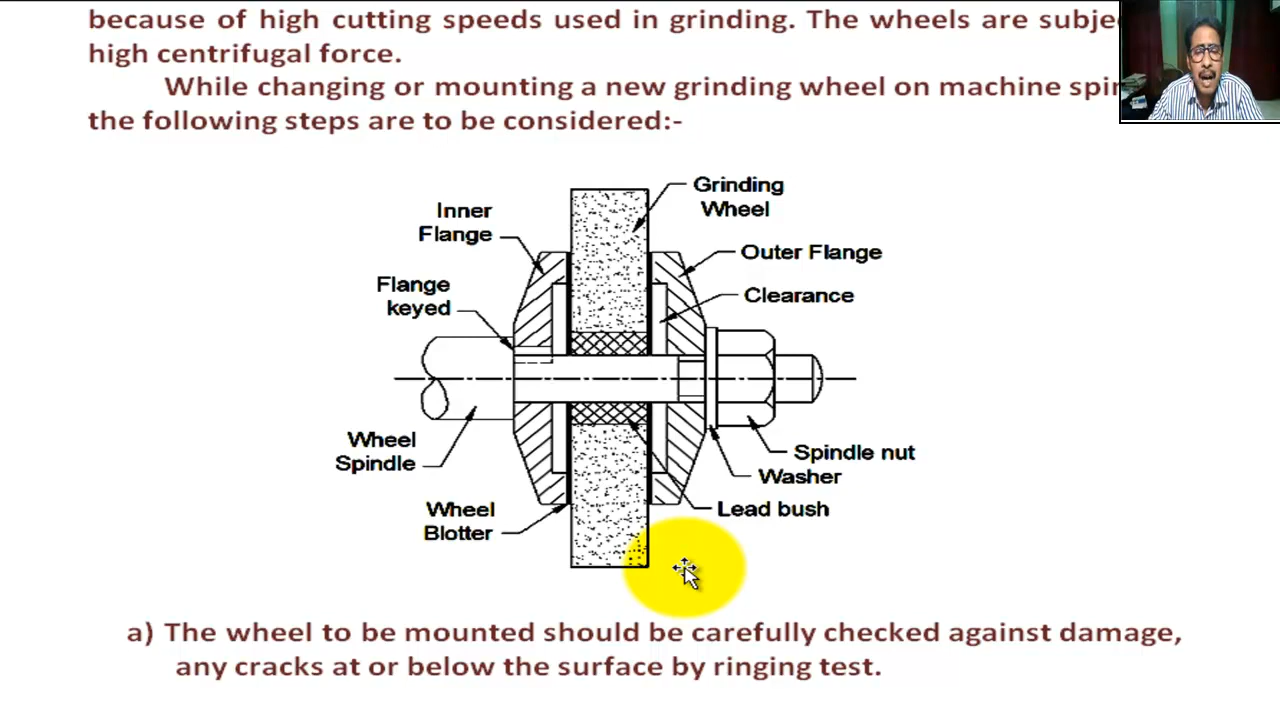 because of high cutting speeds used in grinding. The wheels are
high centrifugal force.
While changing or mounting a new grinding wheel on machine
the following steps are to be considered:-
Grinding
Wheel
Inner
Flange
Outer Flange
Flange
keyed
Clearance
Wheel
Spindle
Spindle nut
Washer
Wheel
Blotter
Lead bush
a) The wheel to be mounted should be carefully checked against damage,
any cracks at or below the surface by ringing test.